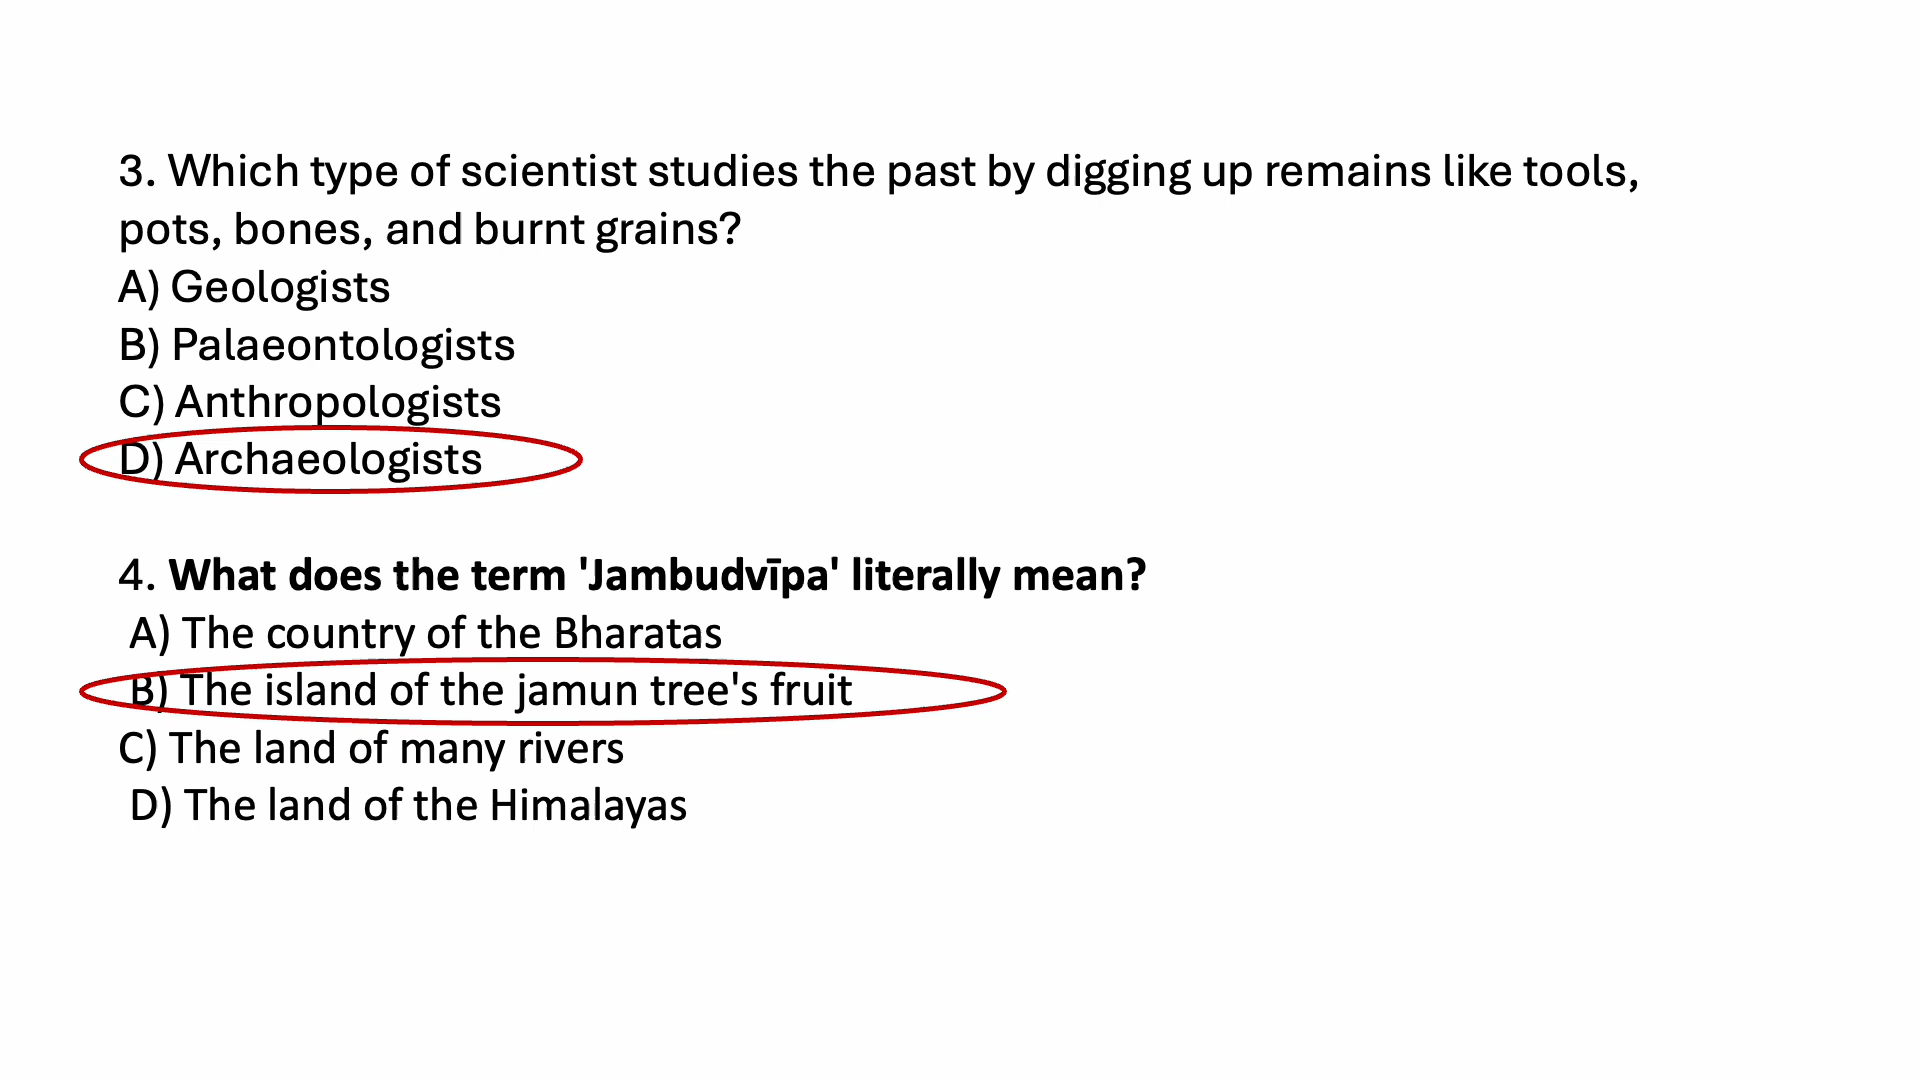 3. Which type of scientist studies the past by digging up remains like tools,
pots, bones, and burnt grains?
A) Geologists
B) Palaeontologists
C) Anthropologists
D) Archaeologists
4. What does the term 'Jambudvīpa' literally mean?
A) The country of the Bharatas
B) The island of the jamun tree's fruit
C) The land of many rivers
D) The land of the Himalayas